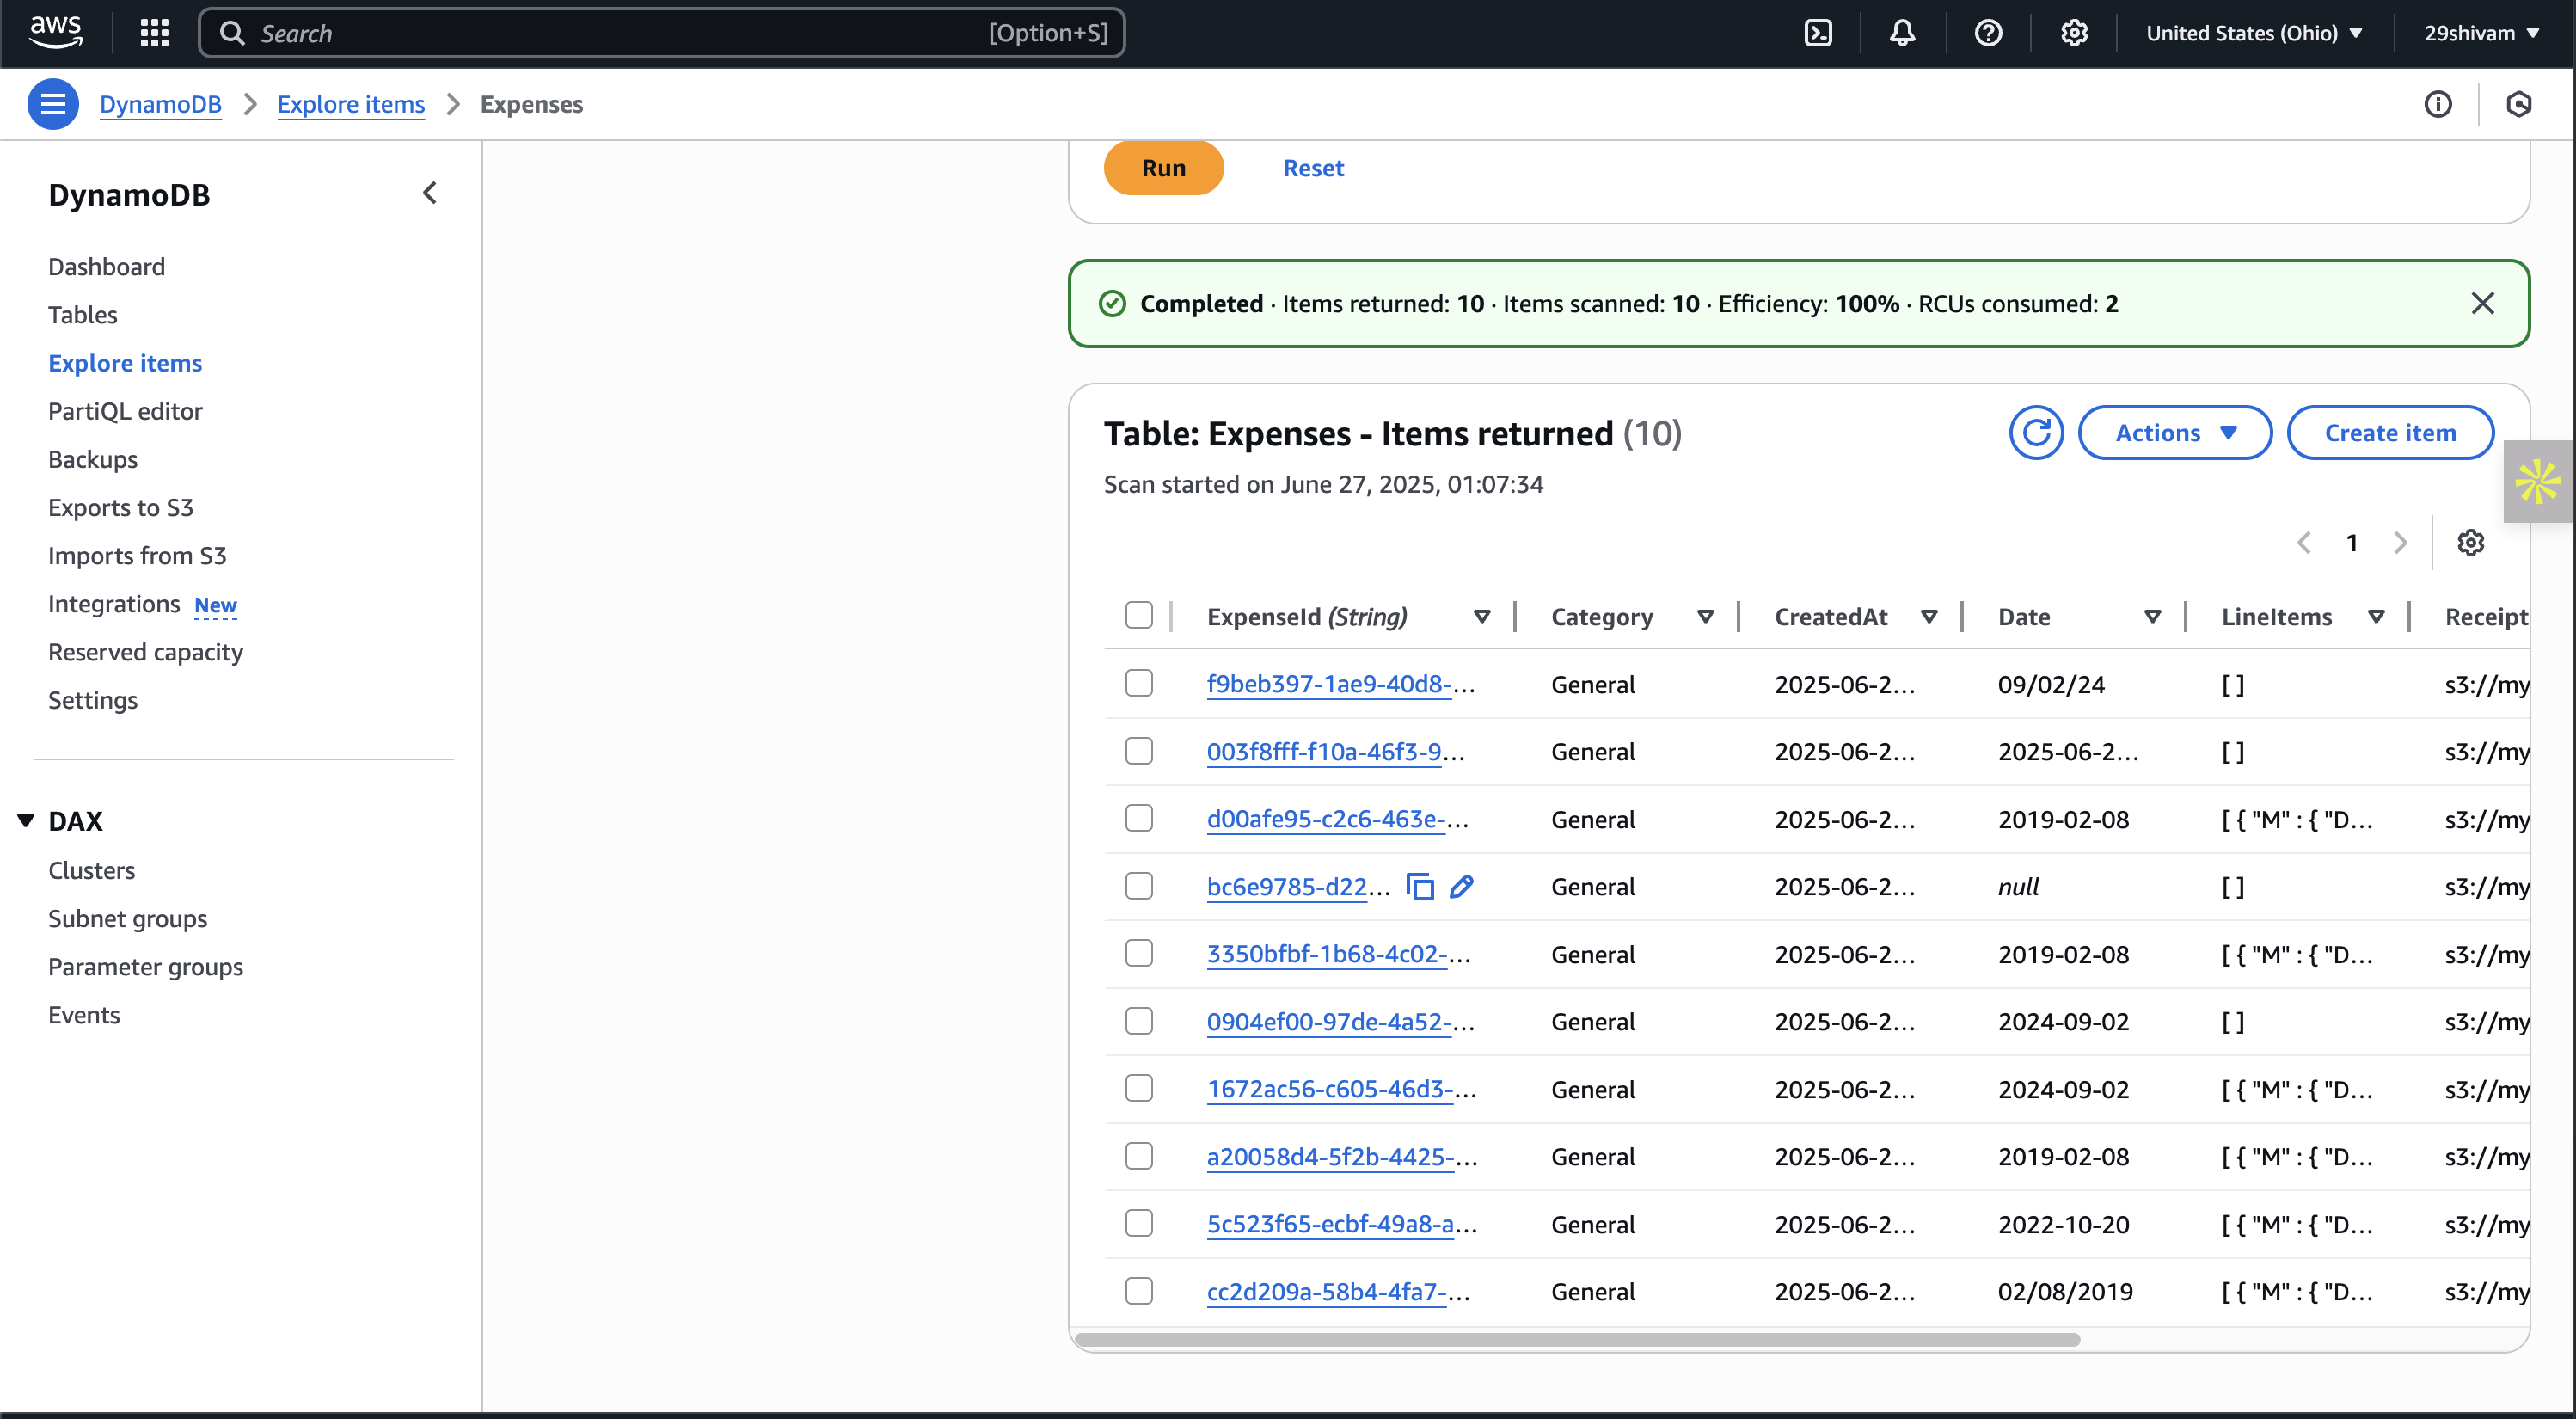 aws
Search [Option+S]
United States (Ohio)
29shivam
DynamoDB
Explore items
Expenses
DynamoDB
Dashboard
Tables
Explore items
PartiQL editor
Backups
Exports to S3
Imports from S3
Integrations New
Reserved capacity
Settings
DAX
Clusters
Subnet groups
Parameter groups
Events
Run Reset
Completed · Items returned: 10 · Items scanned: 10 · Efficiency: 100% · RCUs consumed: 2
Table: Expenses - Items returned (10)
Actions
Create item
Scan started on June 27, 2025, 01:07:34
1
ExpenseId (String) Category CreatedAt Date LineItems Receipt
f9beb397-1ae9-40d8-... General 2025-06-2... 09/02/24 [ ] s3://my
003f8fff-f10a-46f3-9... General 2025-06-2... 2025-06-2... [ ] s3://my
d00afe95-c2c6-463e-... General 2025-06-2... 2019-02-08 [ { "M" : { "D... s3://my
bc6e9785-d22... General 2025-06-2... null [ ] s3://my
3350bfbf-1b68-4c02-... General 2025-06-2... 2019-02-08 [ { "M" : { "D... s3://my
0904ef00-97de-4a52-... General 2025-06-2... 2024-09-02 [ ] s3://my
1672ac56-c605-46d3-... General 2025-06-2... 2024-09-02 [ { "M" : { "D... s3://my
a20058d4-5f2b-4425-... General 2025-06-2... 2019-02-08 [ { "M" : { "D... s3://my
5c523f65-ecbf-49a8-a... General 2025-06-2... 2022-10-20 [ { "M" : { "D... s3://my
cc2d209a-58b4-4fa7-... General 2025-06-2... 02/08/2019 [ { "M" : { "D... s3://my